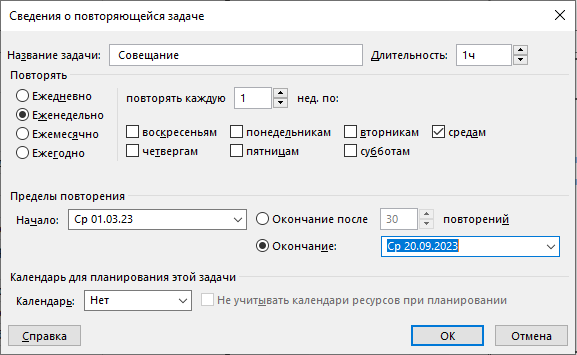 Сведения о повторяющейся задаче
Название задачи: Совещание Длительность: 1ч
Повторять
Ежедневно повторять каждую 1 нед. по:
Еженедельно
воскресеньям понедельникам вторникам средам
Ежемесячно
четвергам пятницам субботам
Ежегодно
Пределы повторения
Начало: Ср 01.03.23 Окончание после 30 повторений
Окончание: Ср 20.09.2023
Календарь для планирования этой задачи
Календарь: Нет Не учитывать календари ресурсов при планировании
Справка ОК Отмена